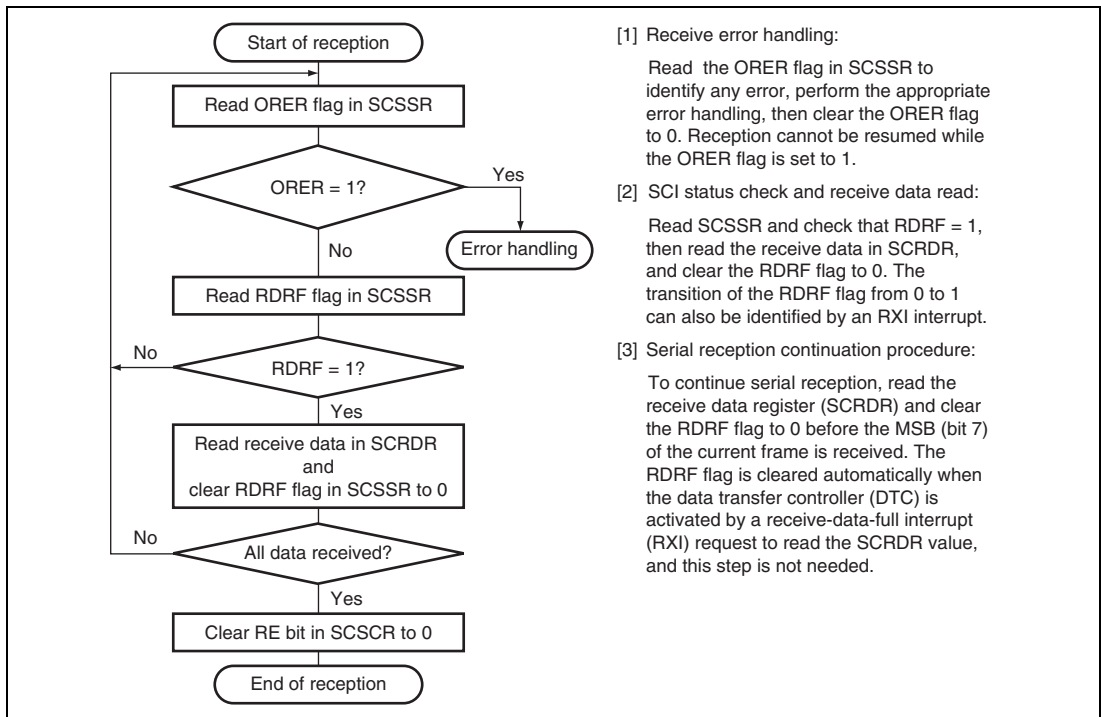 Start of reception
Read ORER flag in SCSSR
ORER = 1?
Yes
Error handling
No
Read RDRF flag in SCSSR
No
RDRF = 1?
Yes
Read receive data in SCRDR
and
clear RDRF flag in SCSSR to 0
No
All data received?
Yes
Clear RE bit in SCSCR to 0
End of reception
[1] Receive error handling:
Read the ORER flag in SCSSR to
identify any error, perform the appropriate
error handling, then clear the ORER flag
to 0. Reception cannot be resumed while
the ORER flag is set to 1.
[2] SCI status check and receive data read:
Read SCSSR and check that RDRF = 1,
then read the receive data in SCRDR,
and clear the RDRF flag to 0. The
transition of the RDRF flag from 0 to 1
can also be identified by an RXI interrupt.
[3] Serial reception continuation procedure:
To continue serial reception, read the
receive data register (SCRDR) and clear
the RDRF flag to 0 before the MSB (bit 7)
of the current frame is received. The
RDRF flag is cleared automatically when
the data transfer controller (DTC) is
activated by a receive-data-full interrupt
(RXI) request to read the SCRDR value,
and this step is not needed.